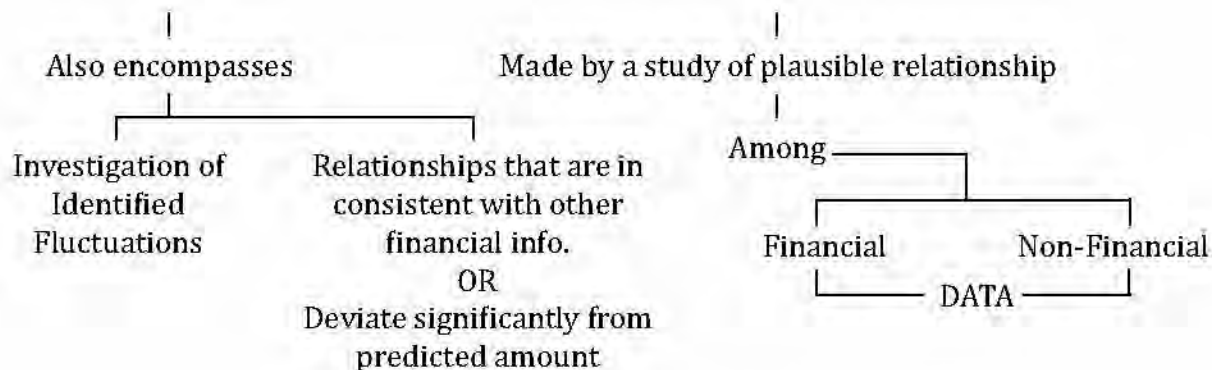 Also encompasses
Made by a study of plausible relationship
Investigation of
Identified
Fluctuations
Relationships that are in
consistent with other
financial info.
OR
Deviate significantly from
predicted amount
Among
Financial
Non-Financial
DATA